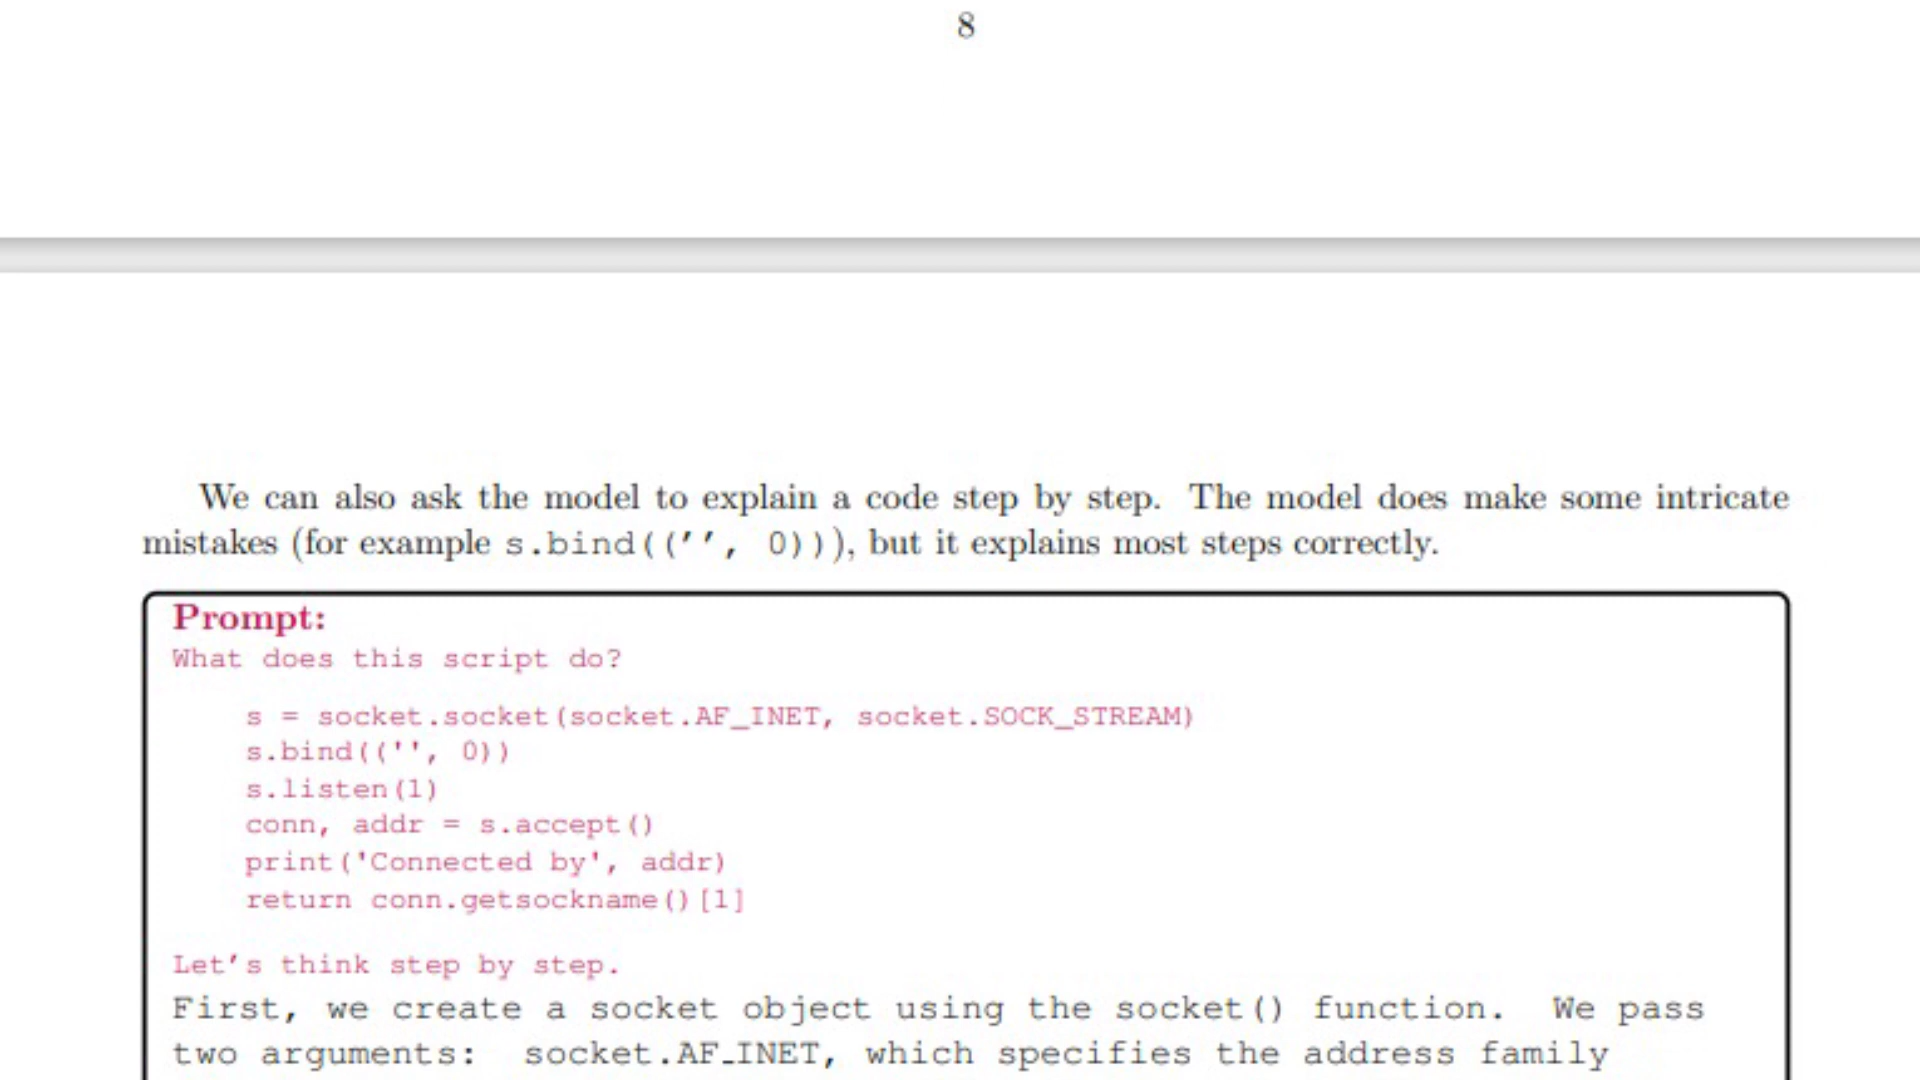 8
We can also ask the model to explain a code step by step. The model does make some intricate
mistakes (for example s.bind(('', 0))), but it explains most steps correctly.
Prompt:
What does this script do?
s = socket.socket(socket.AF_INET, socket.SOCK_STREAM)
s.bind(('', 0))
s.listen(1)
conn, addr = s.accept()
print('Connected by', addr)
return conn.getsockname()[1]
Let's think step by step.
First, we create a socket object using the socket() function. We pass
two arguments: socket.AF_INET, which specifies the address family